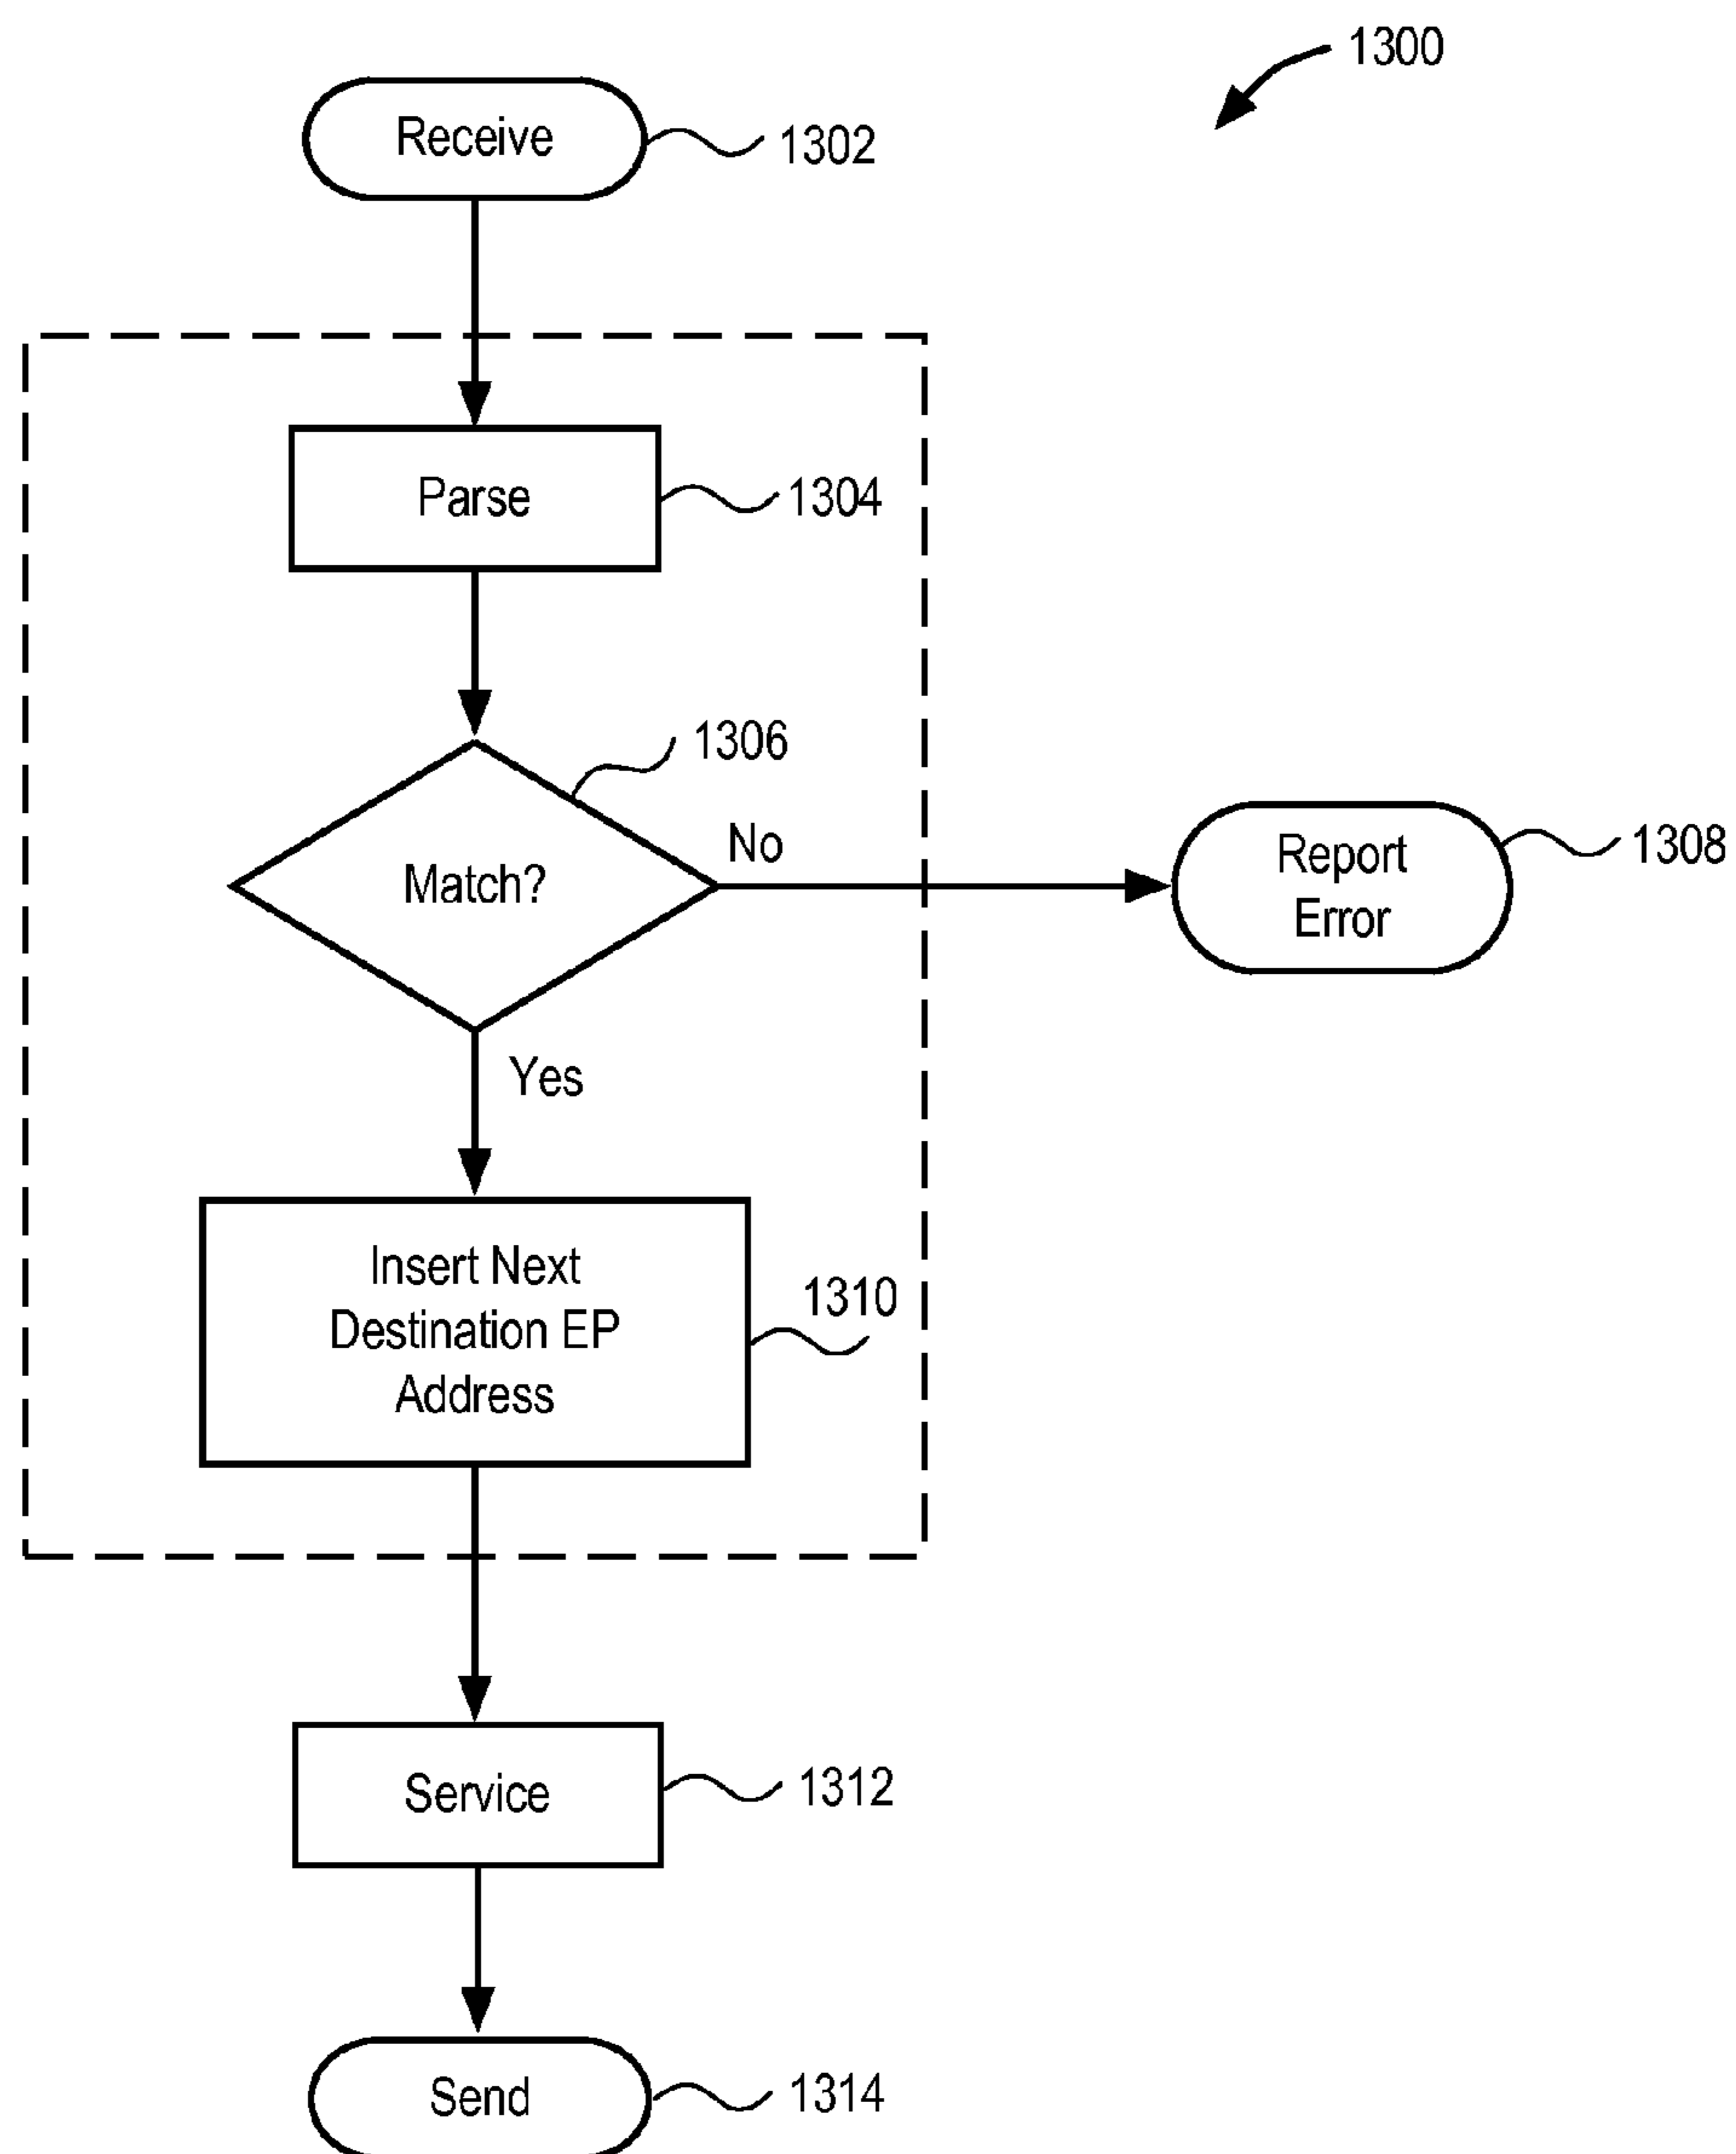 1300
Receive
1302
Parse
1304
1306
Match?
No
Report
Error
1308
Yes
Insert Next
Destination EP
Address
1310
Service
1312
Send
1314